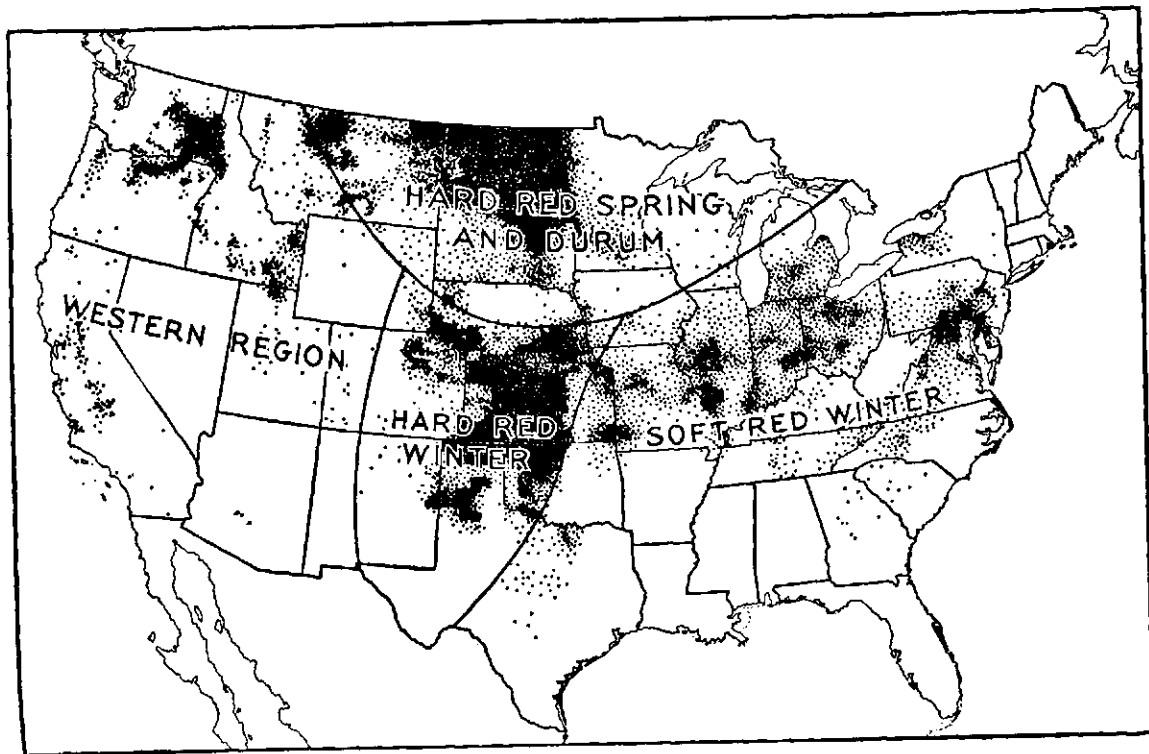 HARD RED SPRING
AND DURUM
WESTERN REGION
HARD RED
WINTER
SOFT RED WINTER